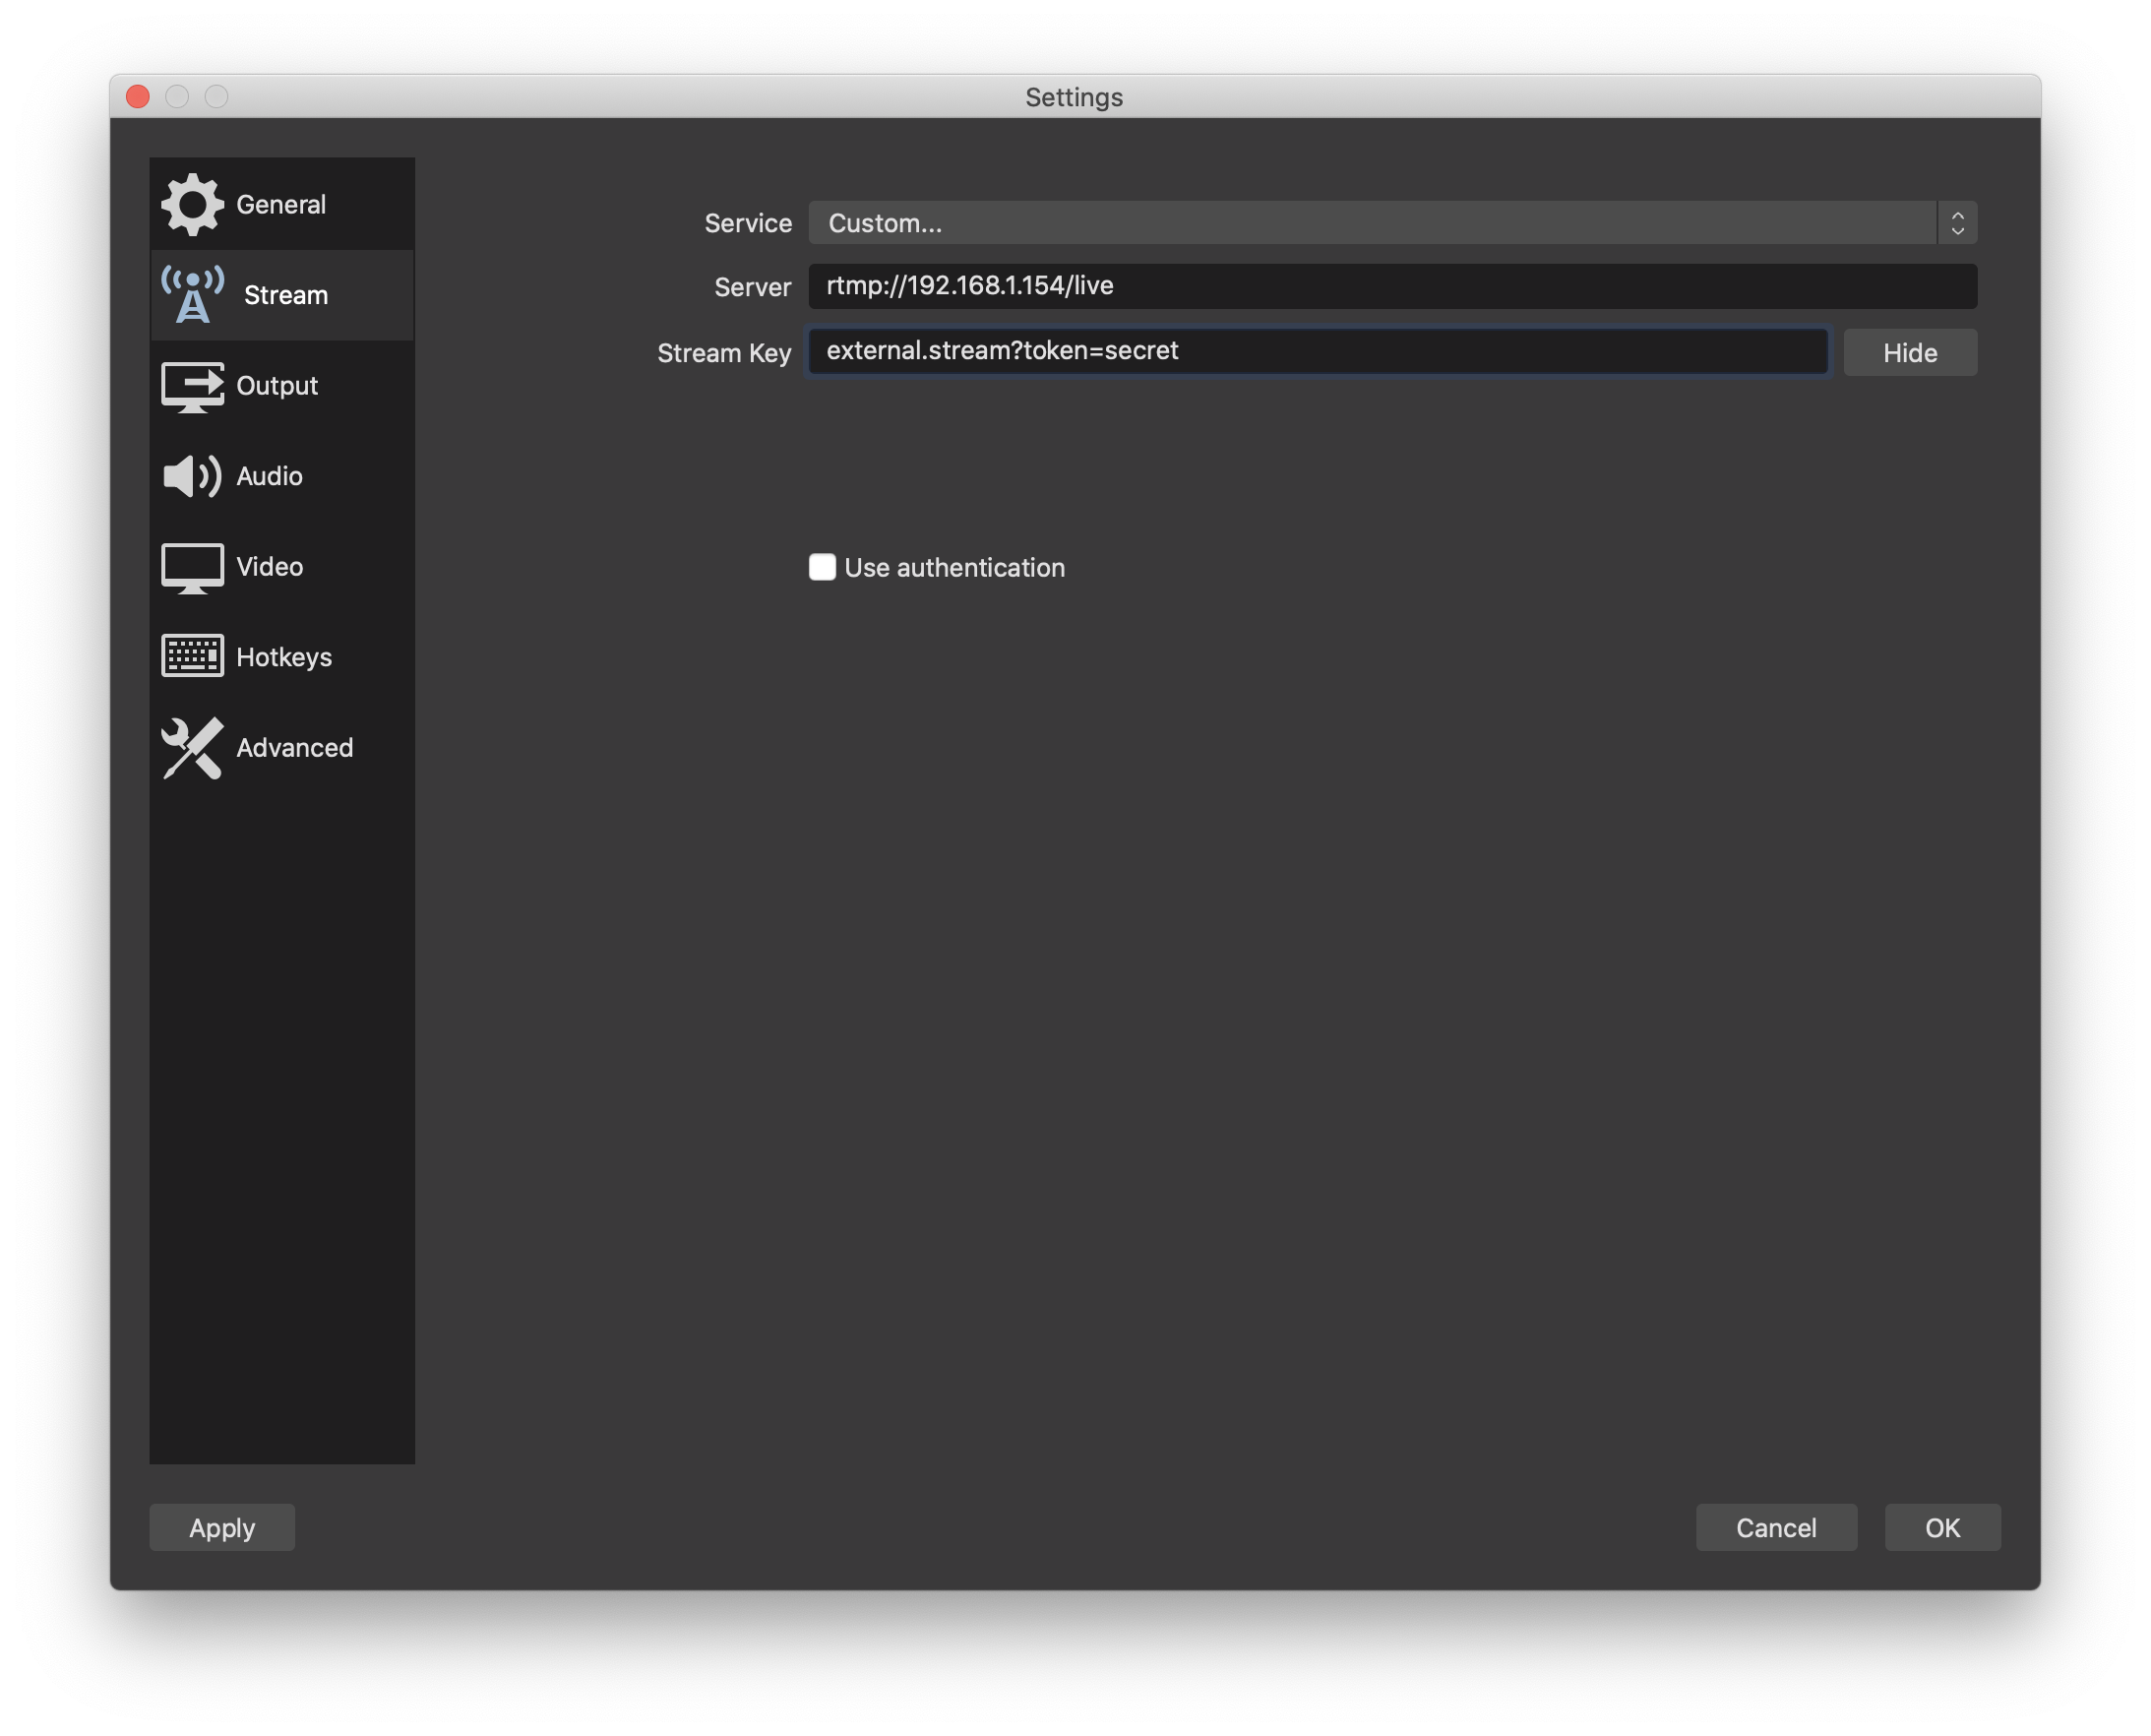 Settings
General
Stream
Output
Audio
Video
Hotkeys
Advanced
Service Custom...
Server rtmp://192.168.1.154/live
Stream Key external.stream?token=secret Hide
Use authentication
Apply Cancel OK